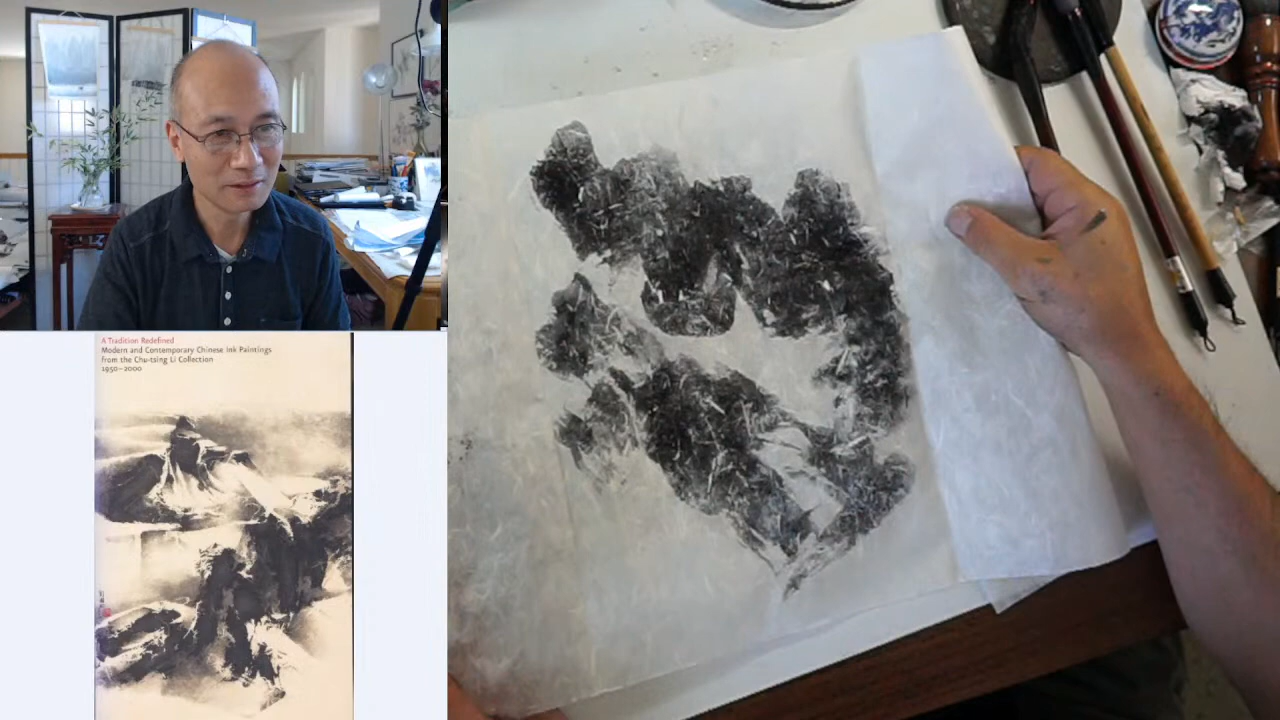 A Tradition Redefined
Modern and Contemporary Chinese Ink Paintings
from the Chu-tsing Li Collection
1950–2000